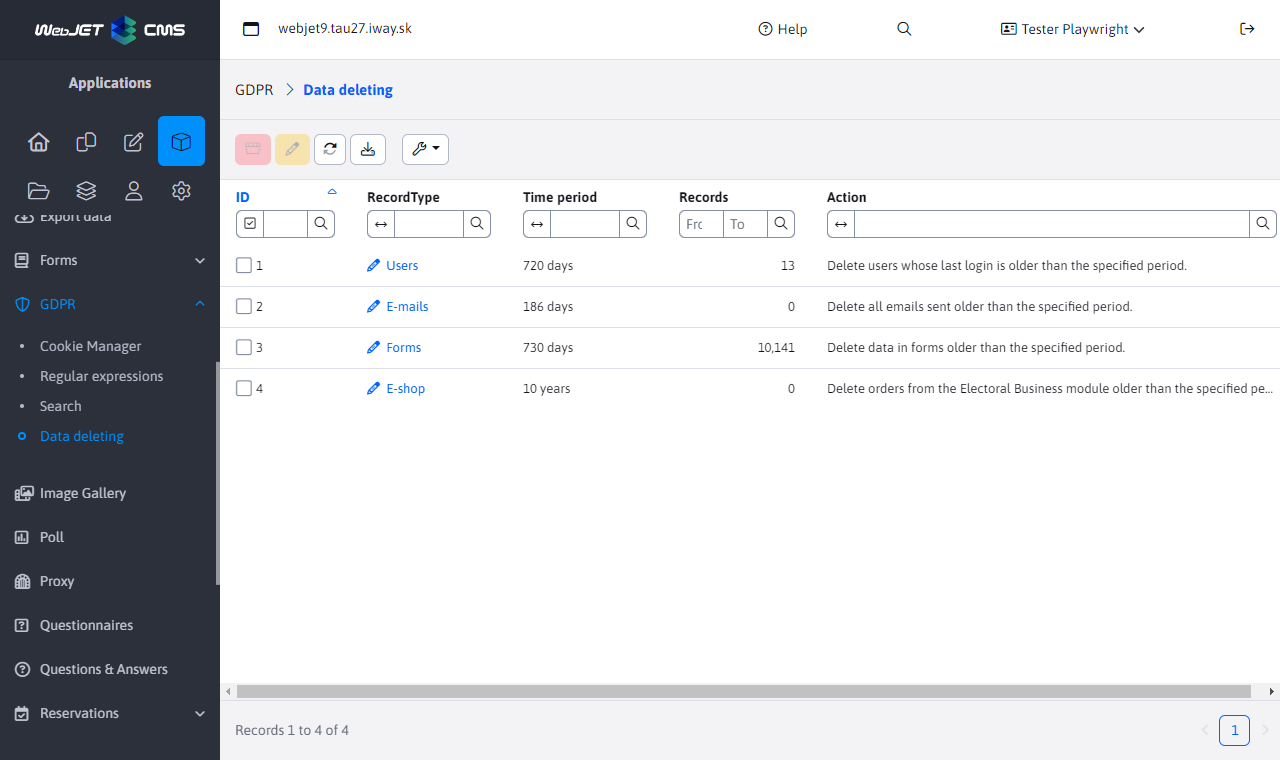 WebJET CMS
webjet9.tau27.iway.sk
Help
Tester Playwright
Applications
GDPR
Data deleting
Export data
Forms
GDPR
Cookie Manager
Regular expressions
Search
Data deleting
Image Gallery
Poll
Proxy
Questionnaires
Questions & Answers
Reservations
ID RecordType Time period Records Action
Frc To
1 Users 720 days 13 Delete users whose last login is older than the specified period.
2 E-mails 186 days 0 Delete all emails sent older than the specified period.
3 Forms 730 days 10,141 Delete data in forms older than the specified period.
4 E-shop 10 years 0 Delete orders from the Electoral Business module older than the specified pe...
Records 1 to 4 of 4
1